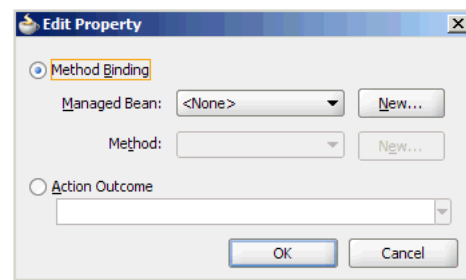 Edit Property
Method Binding
Managed Bean: <None> New...
Method: New...
Action Outcome
OK Cancel